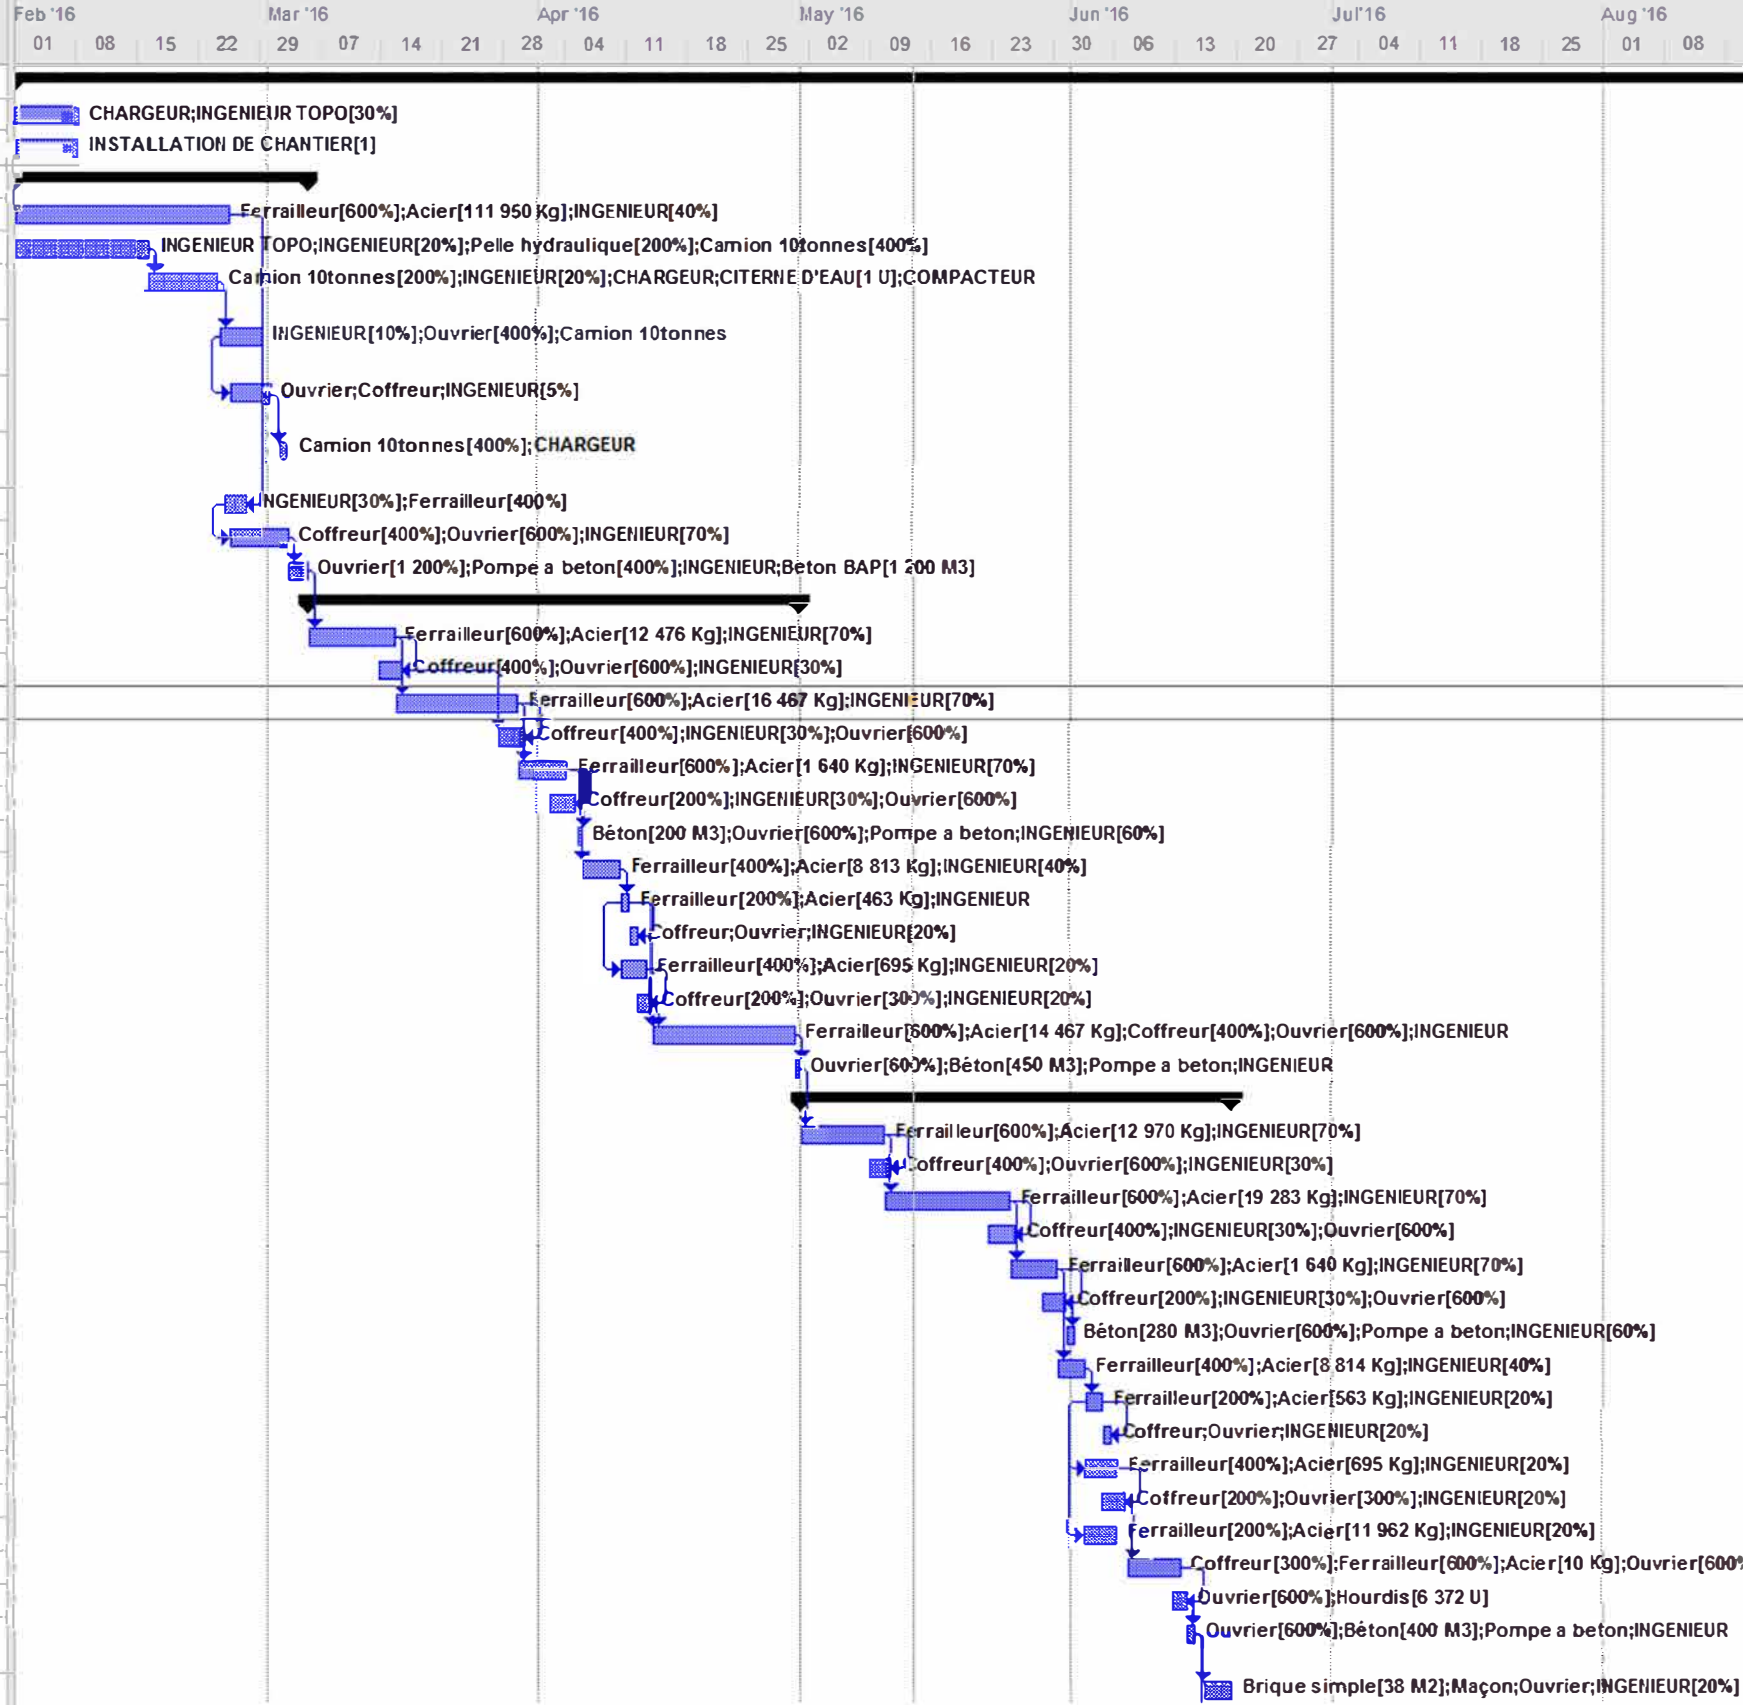 Feb '16 Mar '16 Apr '16 May '16 Jun '16 Jul'16 Aug '16
01 08 15 22 29 07 14 21 28 04 11 18 25 02 09 16 23 30 06 13 20 27 04 11 18 25 01 08
CHARGEUR;INGENIEUR TOPO[30%]
INSTALLATION DE CHANTIER[1]
Ferrailleur[600%];Acier[111 950 Kg];INGENIEUR[40%]
INGENIEUR TOPO;INGENIEUR[20%];Pelle hydraulique[200%];Camion 10tonnes[400%]
Camion 10tonnes[200%];INGENIEUR[20%];CHARGEUR;CITERNE D'EAU[1 U];COMPACTEUR
INGENIEUR[10%];Ouvrier[400%];Camion 10tonnes
Ouvrier;Coffreur;INGENIEUR[5%]
Camion 10tonnes[400%];CHARGEUR
NGENIEUR[30%];Ferrailleur[400%]
Coffreur[400%];Ouvrier[600%];INGENIEUR[70%]
Ouvrier[1 200%];Pompe a beton[400%];INGENIEUR;Beton BAP[1 200 M3]
Ferrailleur[600%];Acier[12 476 Kg];INGENIEUR[70%]
Coffreur[400%];Ouvrier[600%];INGENIEUR[30%]
Ferrailleur[600%];Acier[16 467 Kg];INGENIEUR[70%]
Coffreur[400%];INGENIEUR[30%];Ouvrier[600%]
Ferrailleur[600%];Acier[1 640 Kg];INGENIEUR[70%]
Coffreur[200%];INGENIEUR[30%];Ouvrier[600%]
Béton[200 M3];Ouvrier[600%];Pompe a beton;INGENIEUR[60%]
Ferrailleur[400%];Acier[8 813 Kg];INGENIEUR[40%]
Ferrailleur[200%];Acier[463 Kg];INGENIEUR
Coffreur;Ouvrier;INGENIEUR[20%]
Ferrailleur[400%];Acier[695 Kg];INGENIEUR[20%]
Coffreur[200%];Ouvrier[300%];INGENIEUR[20%]
Ferrailleur[600%];Acier[14 467 Kg];Coffreur[400%];Ouvrier[600%];INGENIEUR
Ouvrier[600%];Béton[450 M3];Pompe a beton;INGENIEUR
Ferrailleur[600%];Acier[12 970 Kg];INGENIEUR[70%]
Coffreur[400%];Ouvrier[600%];INGENIEUR[30%]
Ferrailleur[600%];Acier[19 283 Kg];INGENIEUR[70%]
Coffreur[400%];INGENIEUR[30%];Ouvrier[600%]
Ferrailleur[600%];Acier[1 640 Kg];INGENIEUR[70%]
Coffreur[200%];INGENIEUR[30%];Ouvrier[600%]
Béton[280 M3];Ouvrier[600%];Pompe a beton;INGENIEUR[60%]
Ferrailleur[400%];Acier[8 814 Kg];INGENIEUR[40%]
Ferrailleur[200%];Acier[563 Kg];INGENIEUR[20%]
Coffreur;Ouvrier;INGENIEUR[20%]
Ferrailleur[400%];Acier[695 Kg];INGENIEUR[20%]
Coffreur[200%];Ouvrier[300%];INGENIEUR[20%]
Ferrailleur[200%];Acier[11 962 Kg];INGENIEUR[20%]
Coffreur[300%];Ferrailleur[600%];Acier[10 Kg];Ouvrier[600%
Ouvrier[600%];Hourdis[6 372 U]
Ouvrier[600%];Béton[400 M3];Pompe a beton;INGENIEUR
Brique simple[38 M2];Maçon;Ouvrier;INGENIEUR[20%]